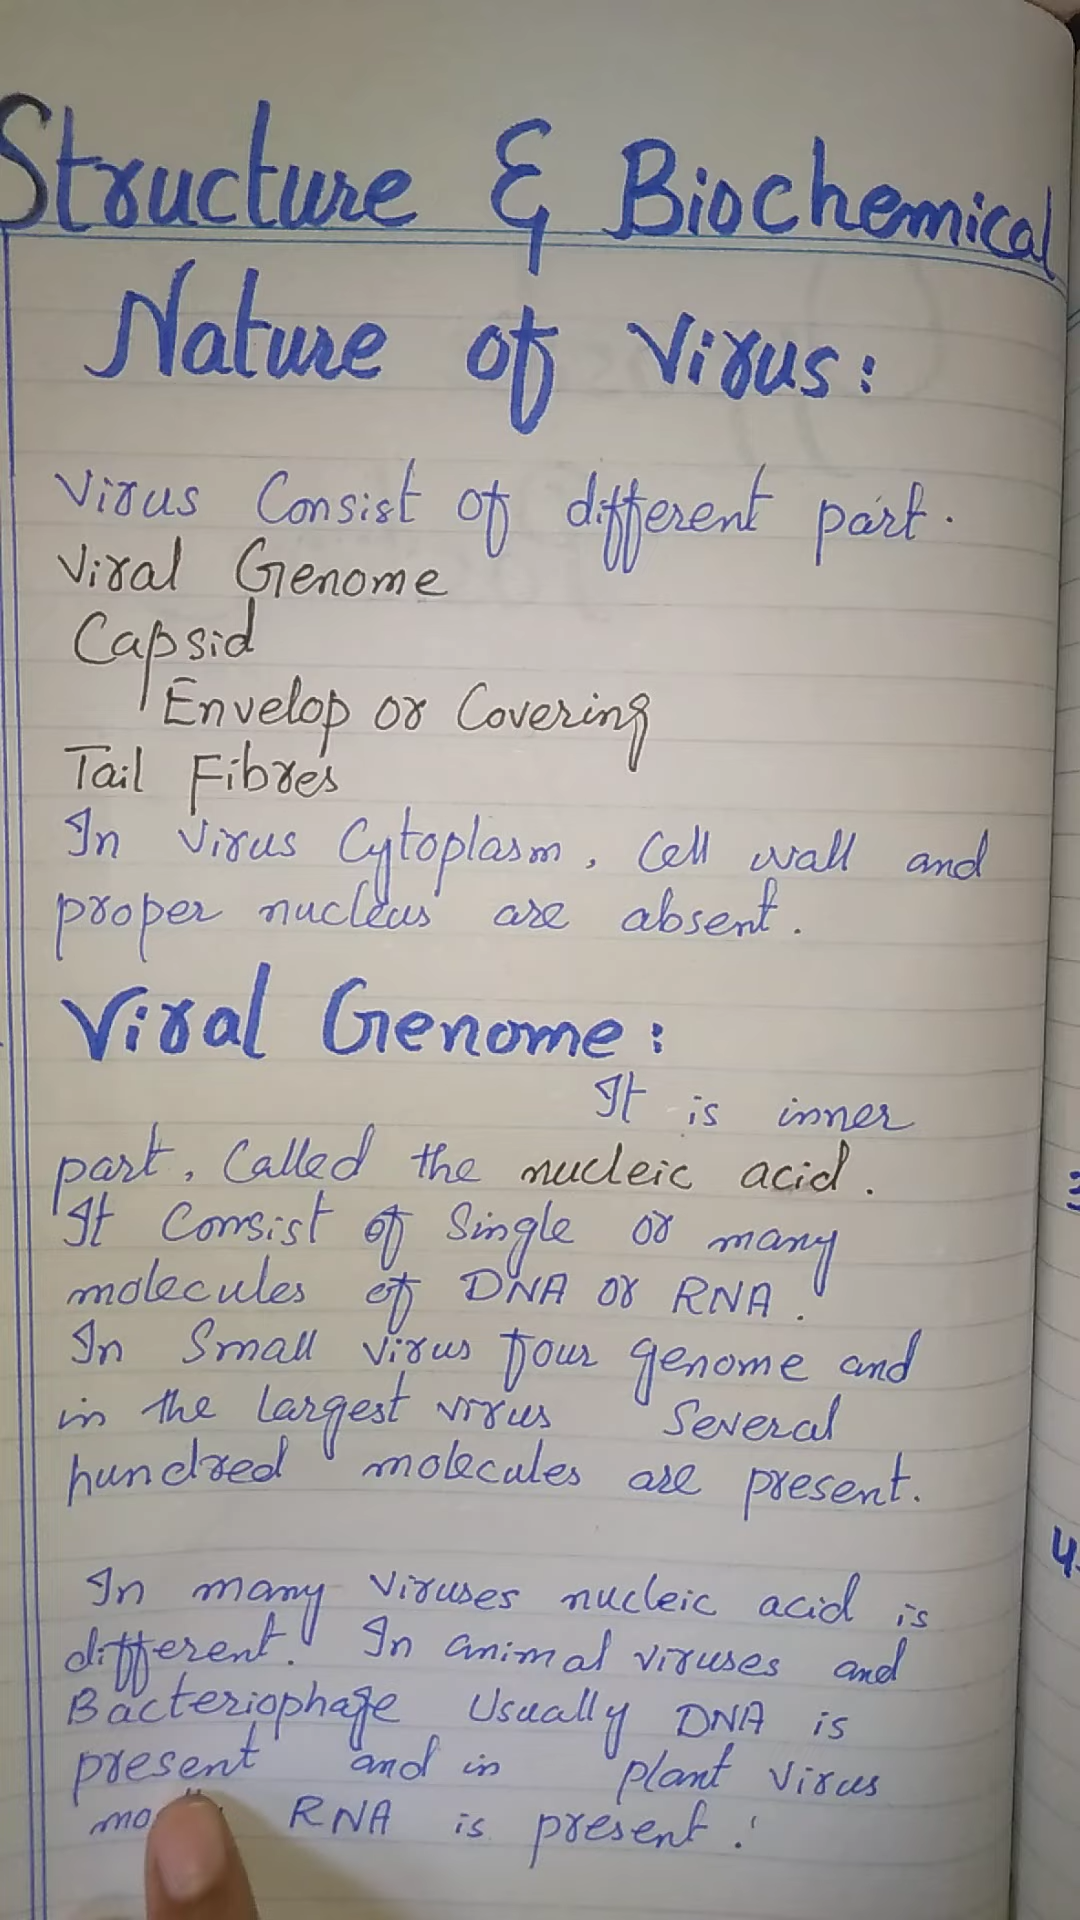 Structure & Biochemical
Nature of Virus:
Virus Consist of different part.
Viral Genome
Capsid
Envelop or Covering
Tail Fibres
In Virus Cytoplasm, Cell wall and
proper nucleus are absent.
Viral Genome:
It is inner
part, Called the nucleic acid.
It Consist of Single or many
molecules of DNA or RNA.
In Small virus four genome and
in the largest virus Several
hundred molecules are present.
In many viruses nucleic acid is
different. In animal viruses and
Bacteriophage Usually DNA is
present and in plant virus
RNA is present.
4.